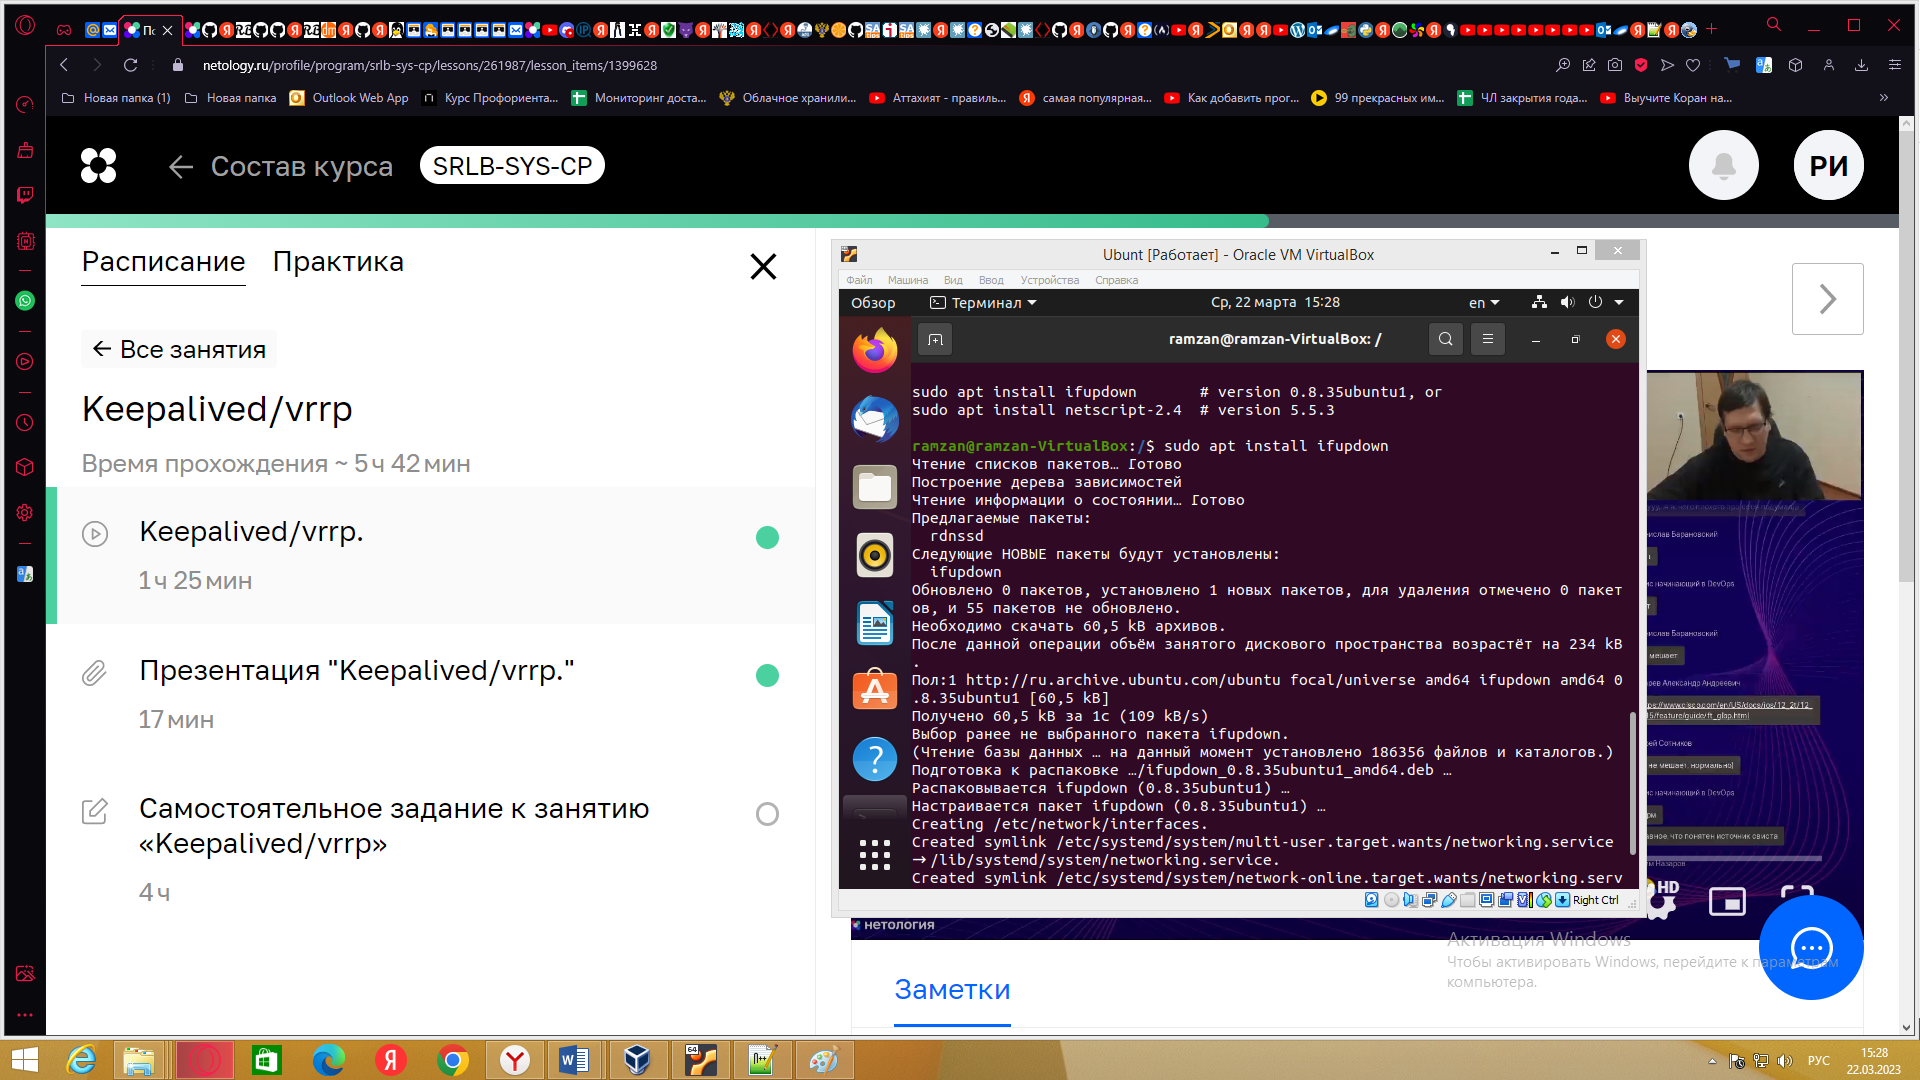 netology.ru/profile/program/srlb-sys-cp/lessons/261987/lesson_items/1399628
Новая папка (1)
Новая папка
Outlook Web App
Курс Профориента...
Мониторинг доста...
Облачное хранили...
Аттахият - правиль...
самая популярная...
Как добавить прог...
99 прекрасных им...
ЧЛ закрытия года...
Выучите Коран на...
Состав курса
SRLB-SYS-CP
РИ
Расписание
Практика
← Все занятия
Keepalived/vrrp
Время прохождения ~ 5 ч 42 мин
Keepalived/vrrp.
1 ч 25 мин
Презентация "Keepalived/vrrp."
17 мин
Самостоятельное задание к занятию
«Keepalived/vrrp»
4 ч
Ubunt [Работает] - Oracle VM VirtualBox
Файл Машина Вид Ввод Устройства Справка
Обзор
Терминал
Ср, 22 марта 15:28
en
ramzan@ramzan-VirtualBox: /
sudo apt install ifupdown       # version 0.8.35ubuntu1, or
sudo apt install netscript-2.4  # version 5.5.3
ramzan@ramzan-VirtualBox:/$ sudo apt install ifupdown
Чтение списков пакетов… Готово
Построение дерева зависимостей
Чтение информации о состоянии… Готово
Предлагаемые пакеты:
  rdnssd
Следующие НОВЫЕ пакеты будут установлены:
  ifupdown
Обновлено 0 пакетов, установлено 1 новых пакетов, для удаления отмечено 0 пакет
ов, и 55 пакетов не обновлено.
Необходимо скачать 60,5 kB архивов.
После данной операции объём занятого дискового пространства возрастёт на 234 kB
.
Пол:1 http://ru.archive.ubuntu.com/ubuntu focal/universe amd64 ifupdown amd64 0
.8.35ubuntu1 [60,5 kB]
Получено 60,5 kB за 1с (109 kB/s)
Выбор ранее не выбранного пакета ifupdown.
(Чтение базы данных … на данный момент установлено 186356 файлов и каталогов.)
Подготовка к распаковке …/ifupdown_0.8.35ubuntu1_amd64.deb …
Распаковывается ifupdown (0.8.35ubuntu1) …
Настраивается пакет ifupdown (0.8.35ubuntu1) …
Creating /etc/network/interfaces.
Created symlink /etc/systemd/system/multi-user.target.wants/networking.service
→ /lib/systemd/system/networking.service.
Created symlink /etc/systemd/system/network-online.target.wants/networking.serv
Right Ctrl
HD
нетология
Заметки
Активация Windows
Чтобы активировать Windows, перейдите к параметрам
компьютера.
РУС
15:28
22.03.2023